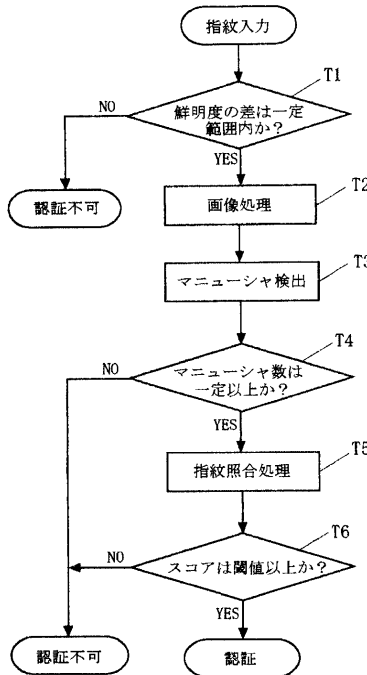 指紋入力
T1
鮮明度の差は一定
範囲内か?
NO
YES
認証不可
T2
画像処理
T3
マニューシャ検出
T4
マニューシャ数は
一定以上か?
NO
YES
T5
指紋照合処理
T6
スコアは閾値以上か?
NO
YES
認証不可
認証